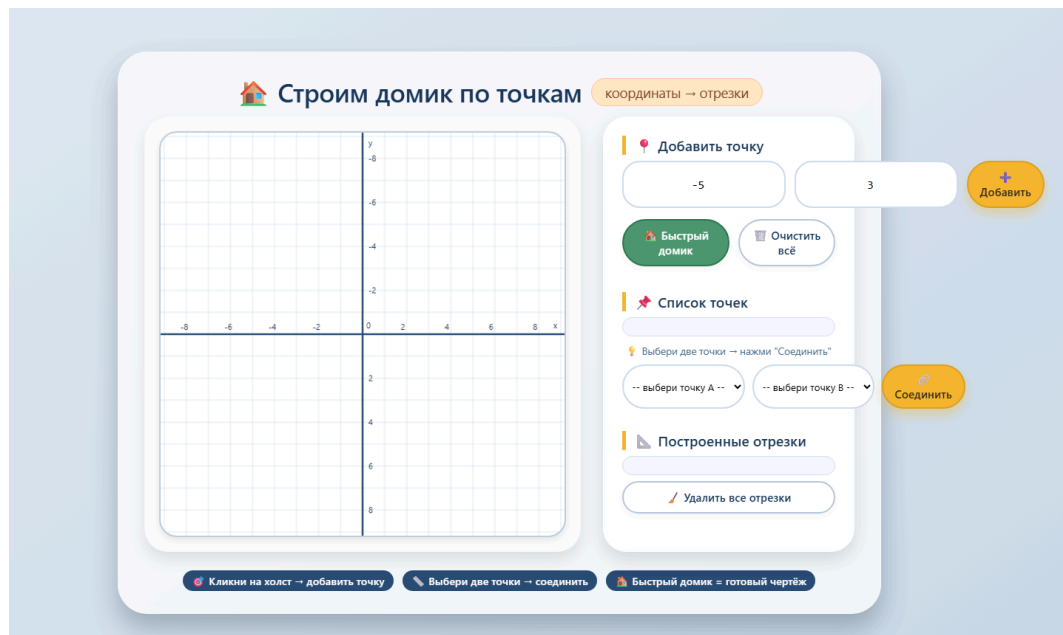 🏠 Строим домик по точкам
координаты → отрезки
y
-8
-6
-4
-2
-8 -6 -4 -2 0 2 4 6 8 x
2
4
6
8
📍 Добавить точку
-5
3
➕
Добавить
🏠 Быстрый
домик
🗑️ Очистить
всё
📌 Список точек
💡 Выбери две точки → нажми "Соединить"
-- выбери точку A --
-- выбери точку B --
🔗
Соединить
📐 Построенные отрезки
🧹 Удалить все отрезки
🎯 Кликни на холст → добавить точку
📏 Выбери две точки → соединить
🏠 Быстрый домик = готовый чертёж